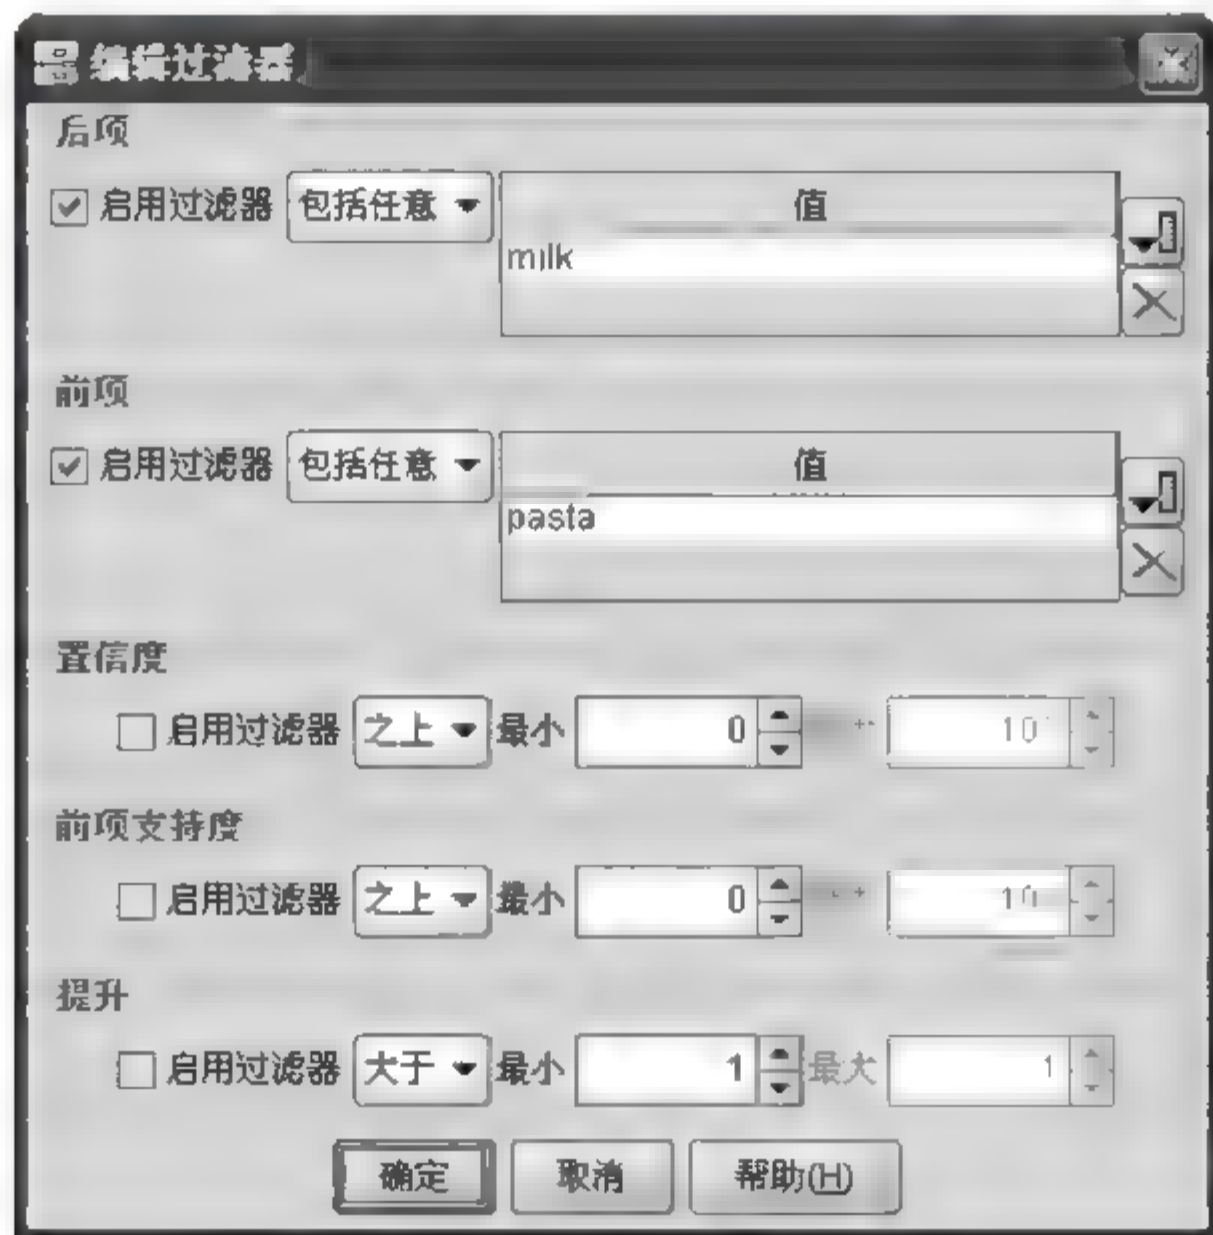 编辑过滤器
后项
启用过滤器 包括任意 值
milk
前项
启用过滤器 包括任意 值
pasta
置信度
启用过滤器 之上 最小 0 10
前项支持度
启用过滤器 之上 最小 0 10
提升
启用过滤器 大于 最小 1 最大 1
确定 取消 帮助(H)